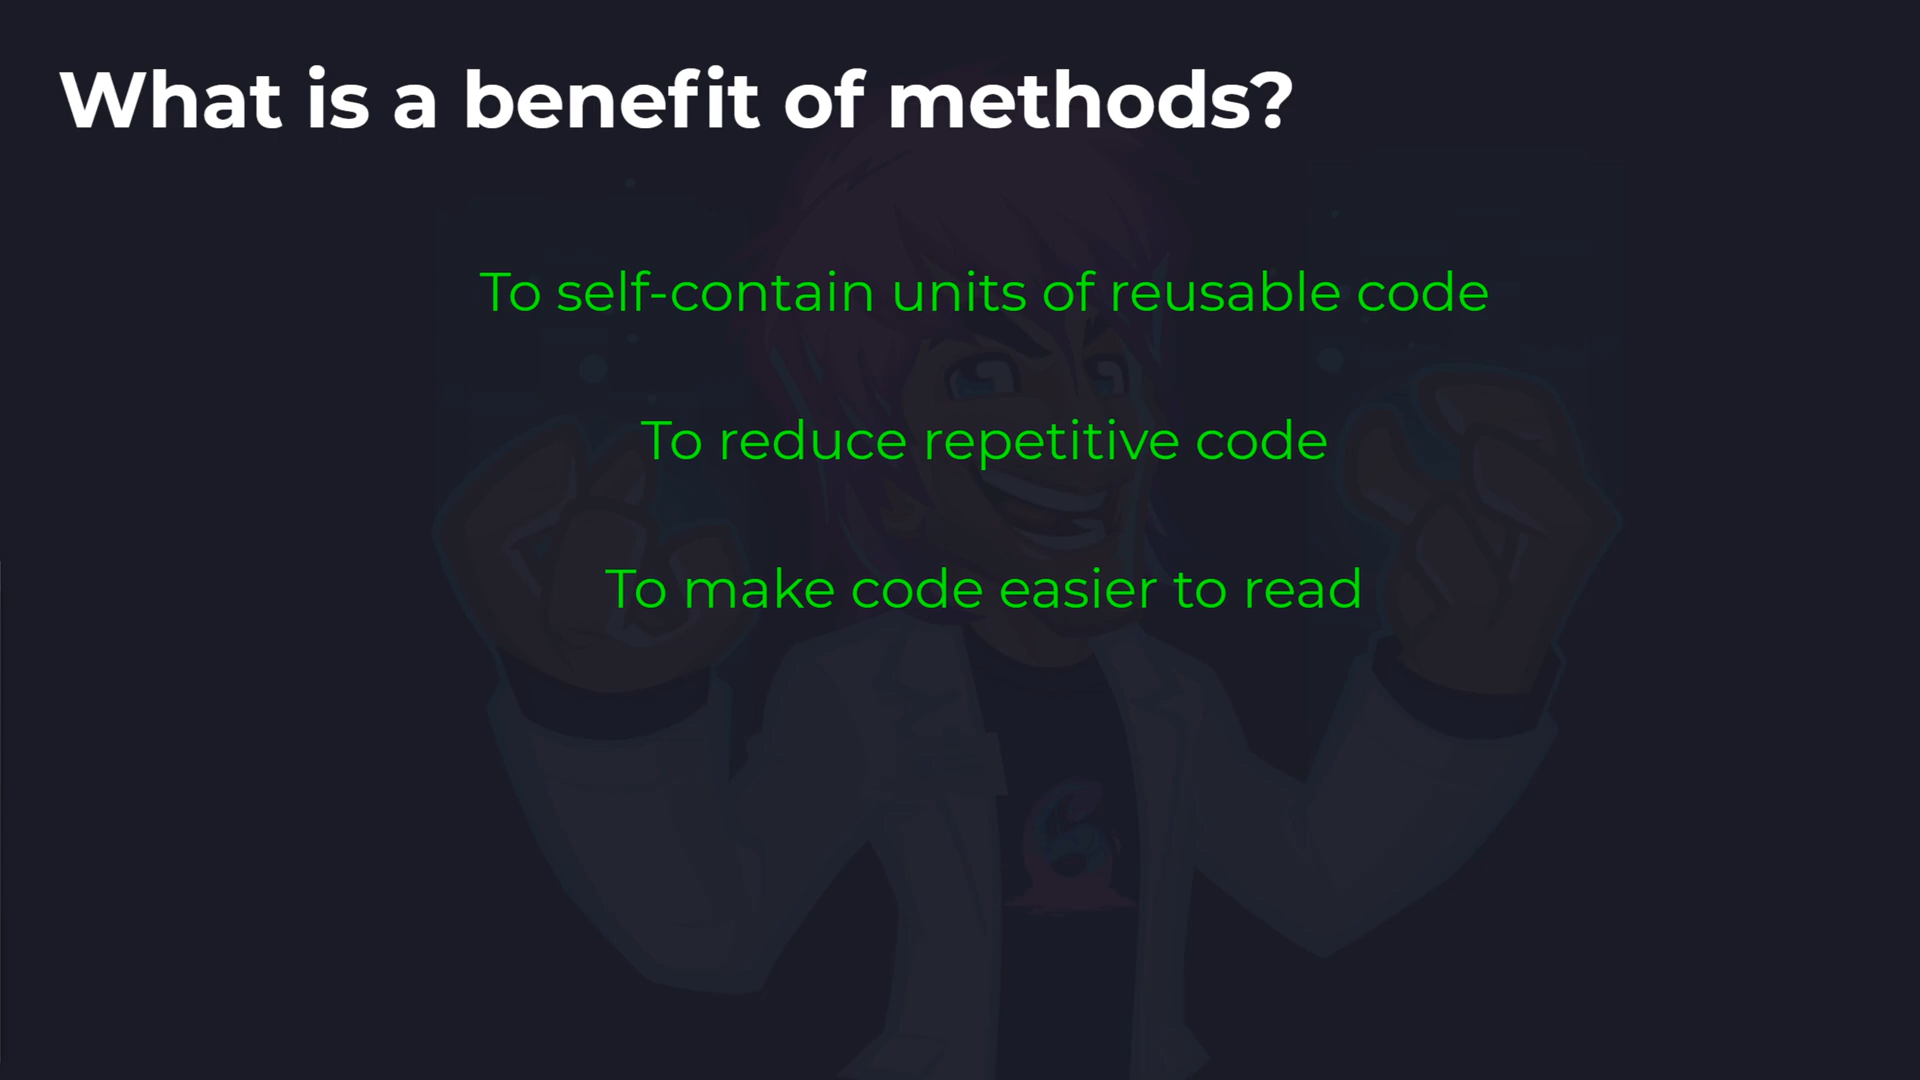 What is a benefit of methods?
To self-contain units of reusable code
To reduce repetitive code
To make code easier to read